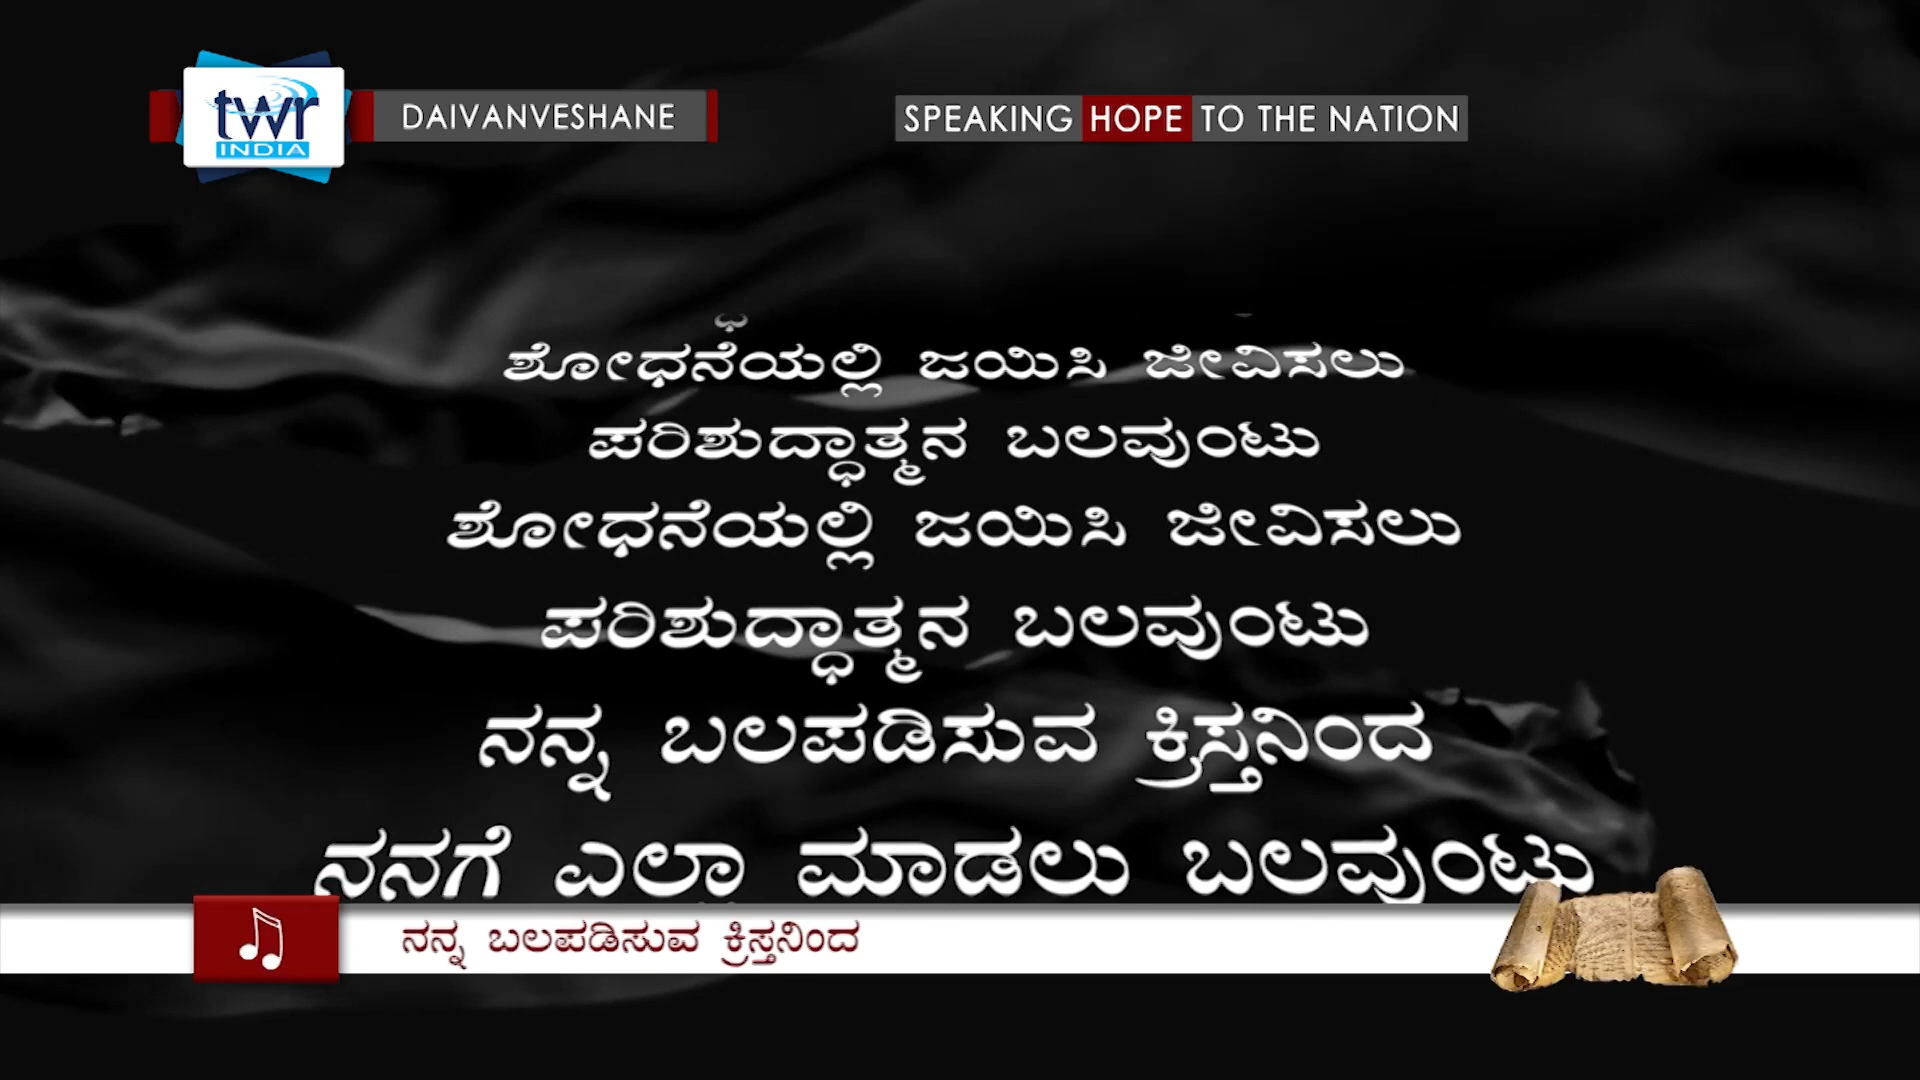 twr
INDIA
DAIVANVESHANE
SPEAKING HOPE TO THE NATION
ಶೋಧನೆಯಲ್ಲಿ ಜಯಿಸಿ ಜೀವಿಸಲು
ಪರಿಶುದ್ಧಾತ್ಮನ ಬಲವುಂಟು
ಶೋಧನೆಯಲ್ಲಿ ಜಯಿಸಿ ಜೀವಿಸಲು
ಪರಿಶುದ್ಧಾತ್ಮನ ಬಲವುಂಟು
ನನ್ನ ಬಲಪಡಿಸುವ ಕ್ರಿಸ್ತನಿಂದ
ನನಗೆ ಎಲ್ಲಾ ಮಾಡಲು ಬಲವುಂಟು
ನನ್ನ ಬಲಪಡಿಸುವ ಕ್ರಿಸ್ತನಿಂದ